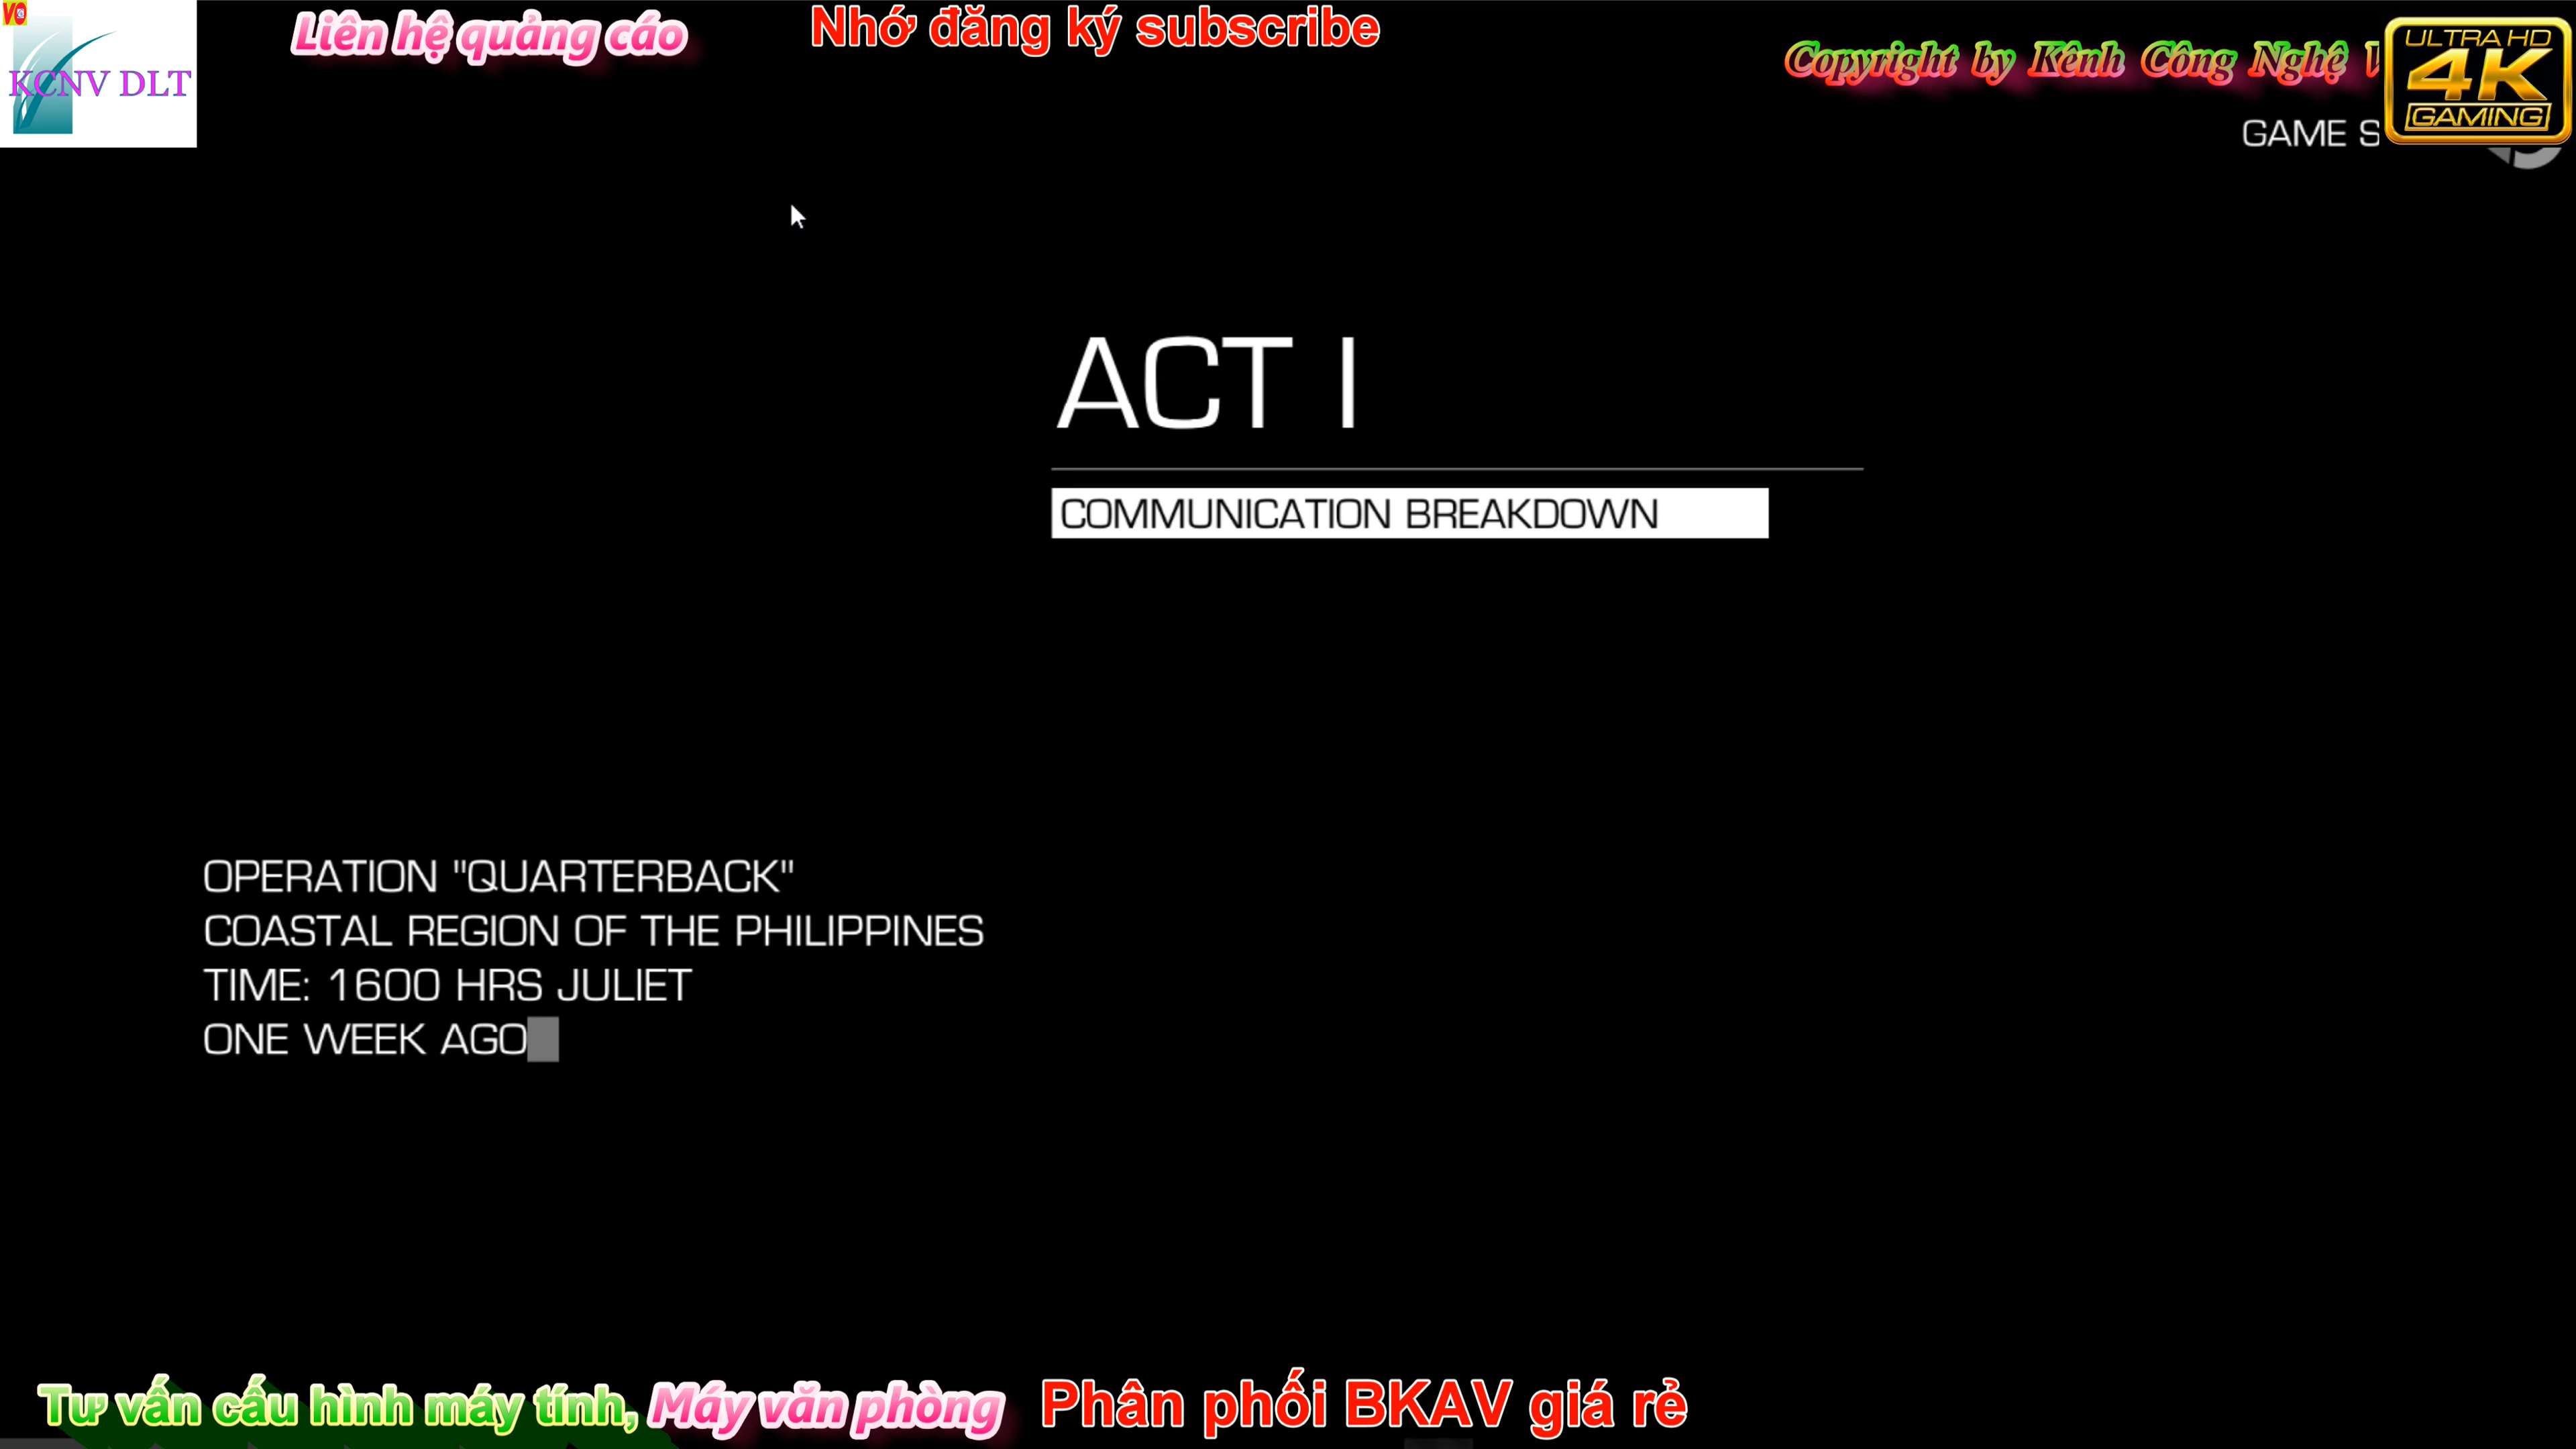 Liên hệ quảng cáo
Nhớ đăng ký subscribe
KCNV DLT
Copyright by Kênh Công Nghệ
ULTRA HD
4K
GAMING
GAME
ACT I
COMMUNICATION BREAKDOWN
OPERATION "QUARTERBACK"
COASTAL REGION OF THE PHILIPPINES
TIME: 1600 HRS JULIET
ONE WEEK AGO
Tư vấn cấu hình máy tính, Máy văn phòng Phân phối BKAV giá rẻ